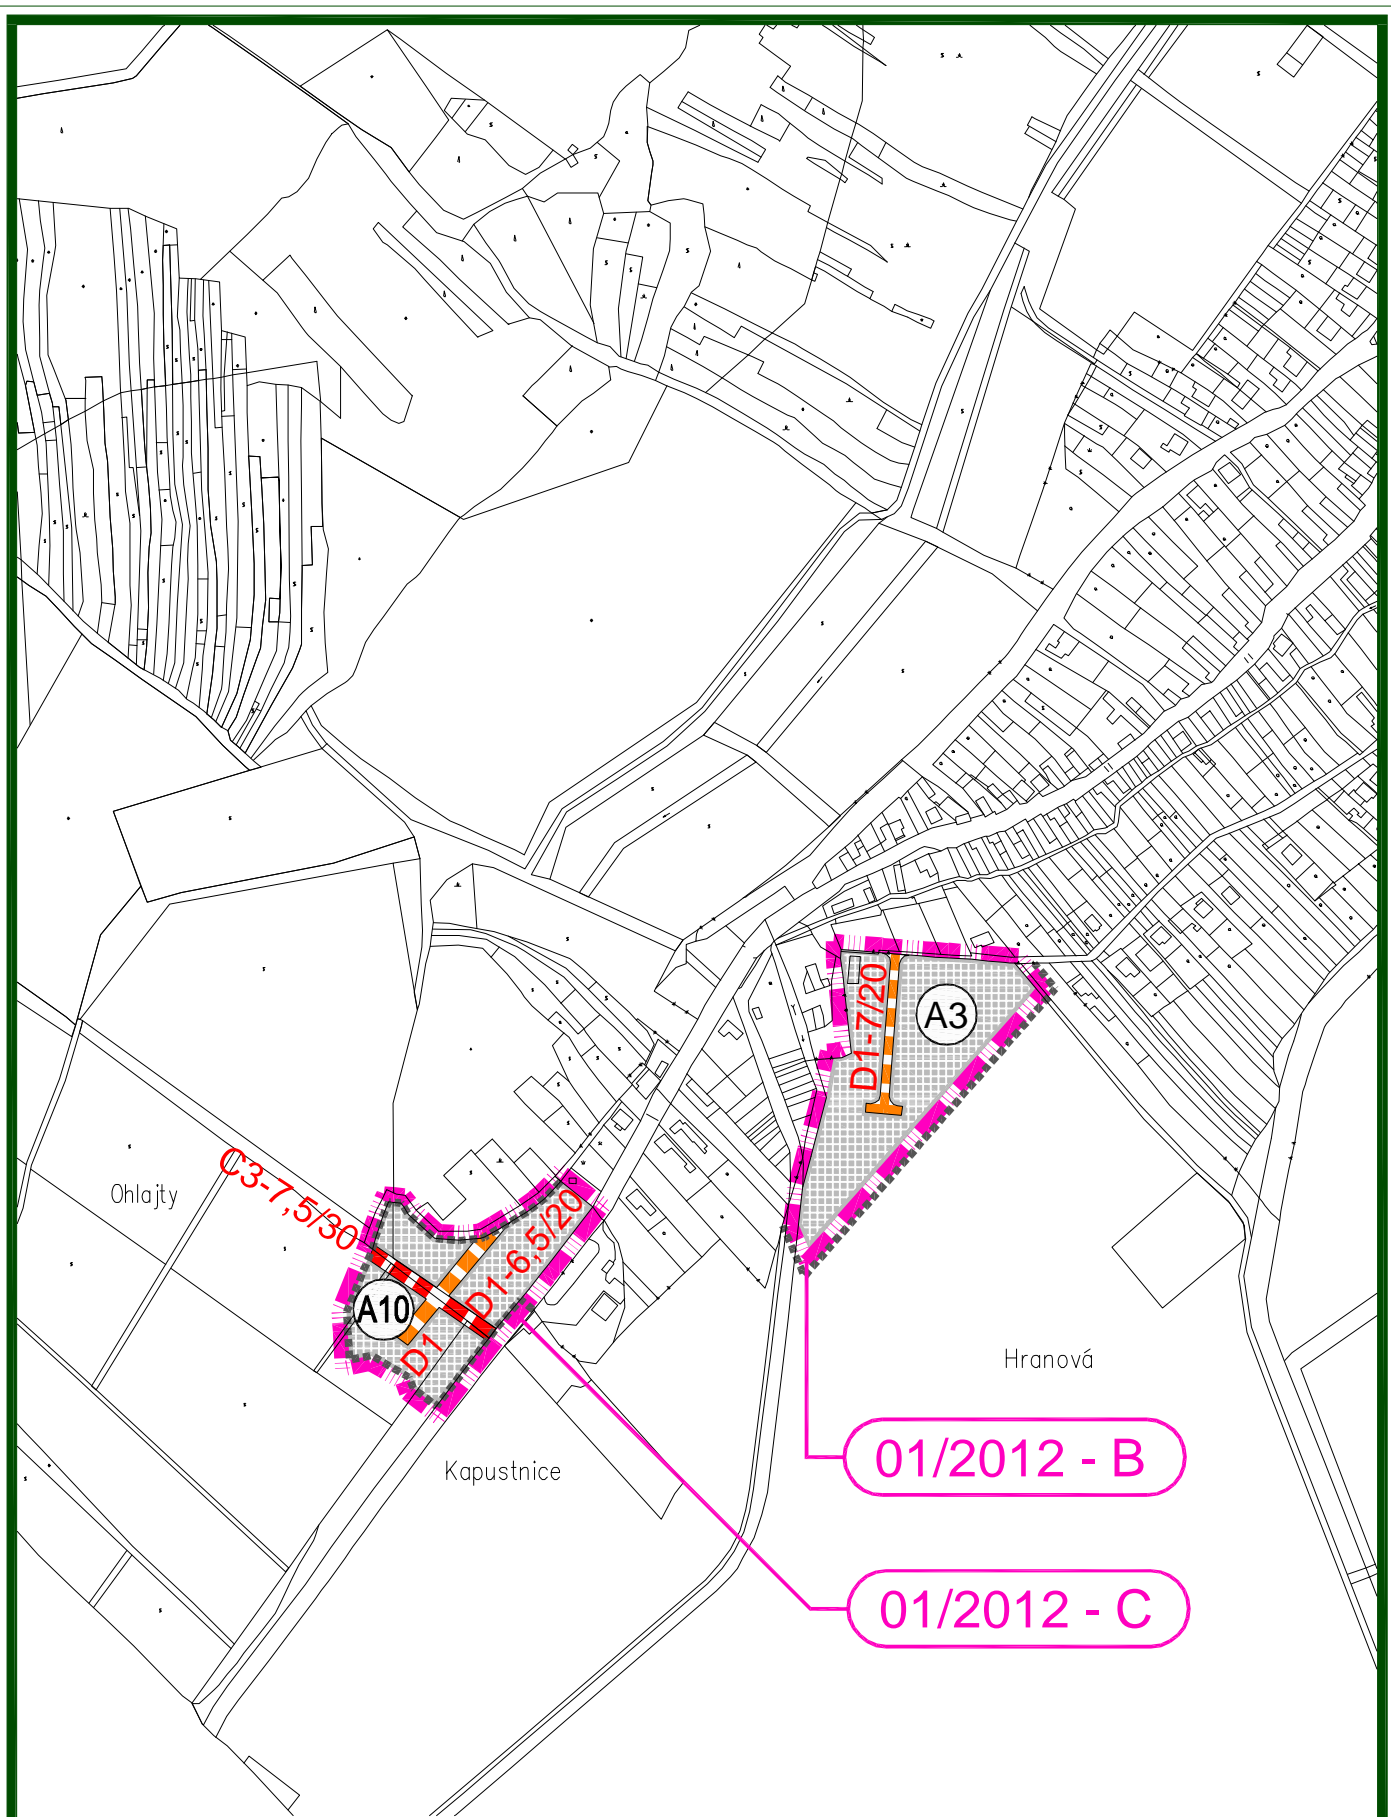 D1-7/20
A3
C3-7,5/30
Ohlajty
D1-6,5/20
A10
D1
Hranová
01/2012 - B
Kapustnice
01/2012 - C